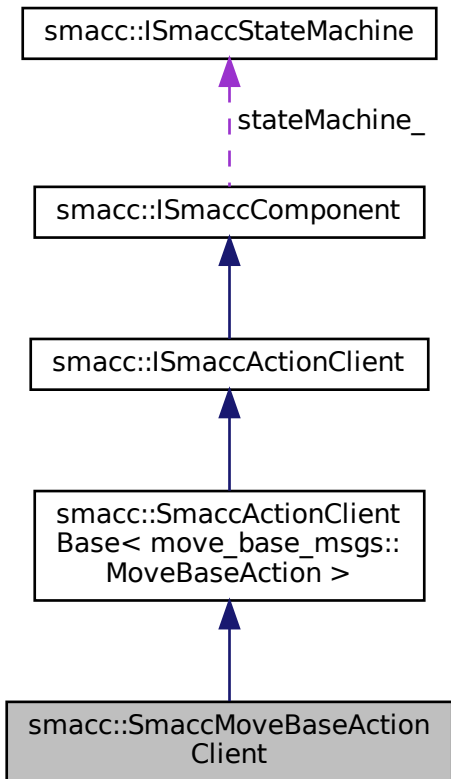 smacc::ISmaccStateMachine
stateMachine_
smacc::ISmaccComponent
smacc::ISmaccActionClient
smacc::SmaccActionClient
Base< move_base_msgs::
MoveBaseAction >
smacc::SmaccMoveBaseAction
Client